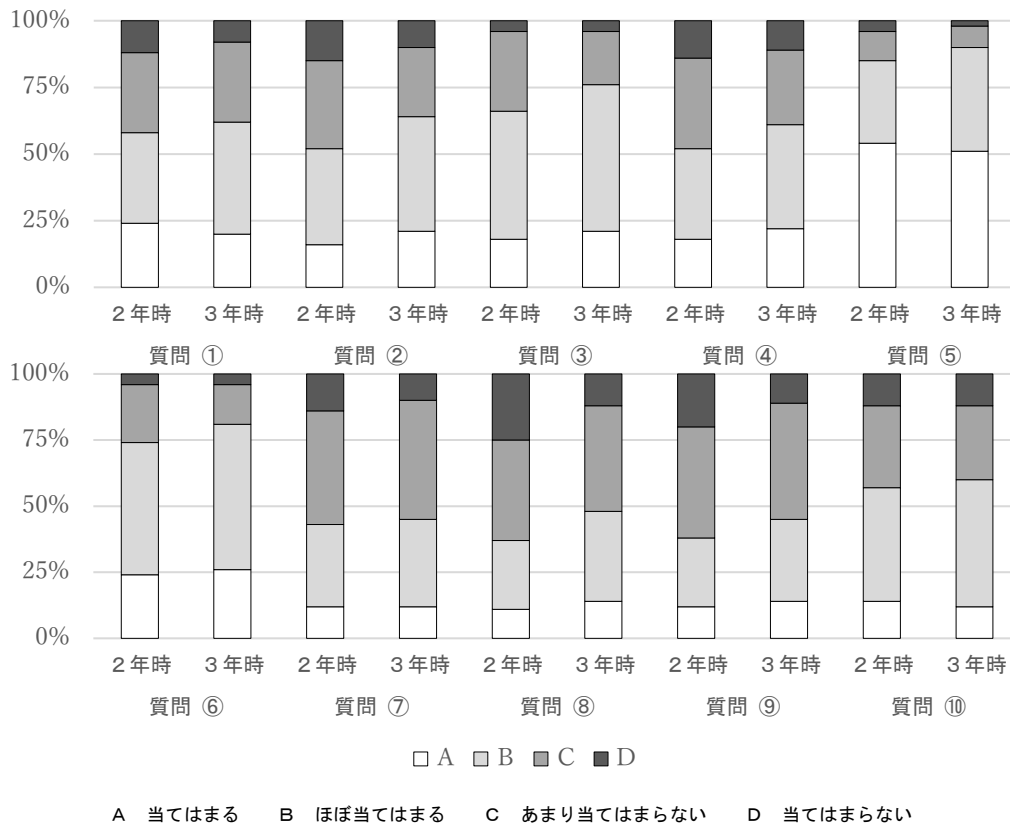 100%
75%
50%
25%
0%
2年時 3年時 2年時 3年時 2年時 3年時 2年時 3年時 2年時 3年時
質問 ① 質問 ② 質問 ③ 質問 ④ 質問 ⑤
100%
75%
50%
25%
0%
2年時 3年時 2年時 3年時 2年時 3年時 2年時 3年時 2年時 3年時
質問 ⑥ 質問 ⑦ 質問 ⑧ 質問 ⑨ 質問 ⑩
A B C D
A 当てはまる B ほぼ当てはまる C あまり当てはまらない D 当てはまらない